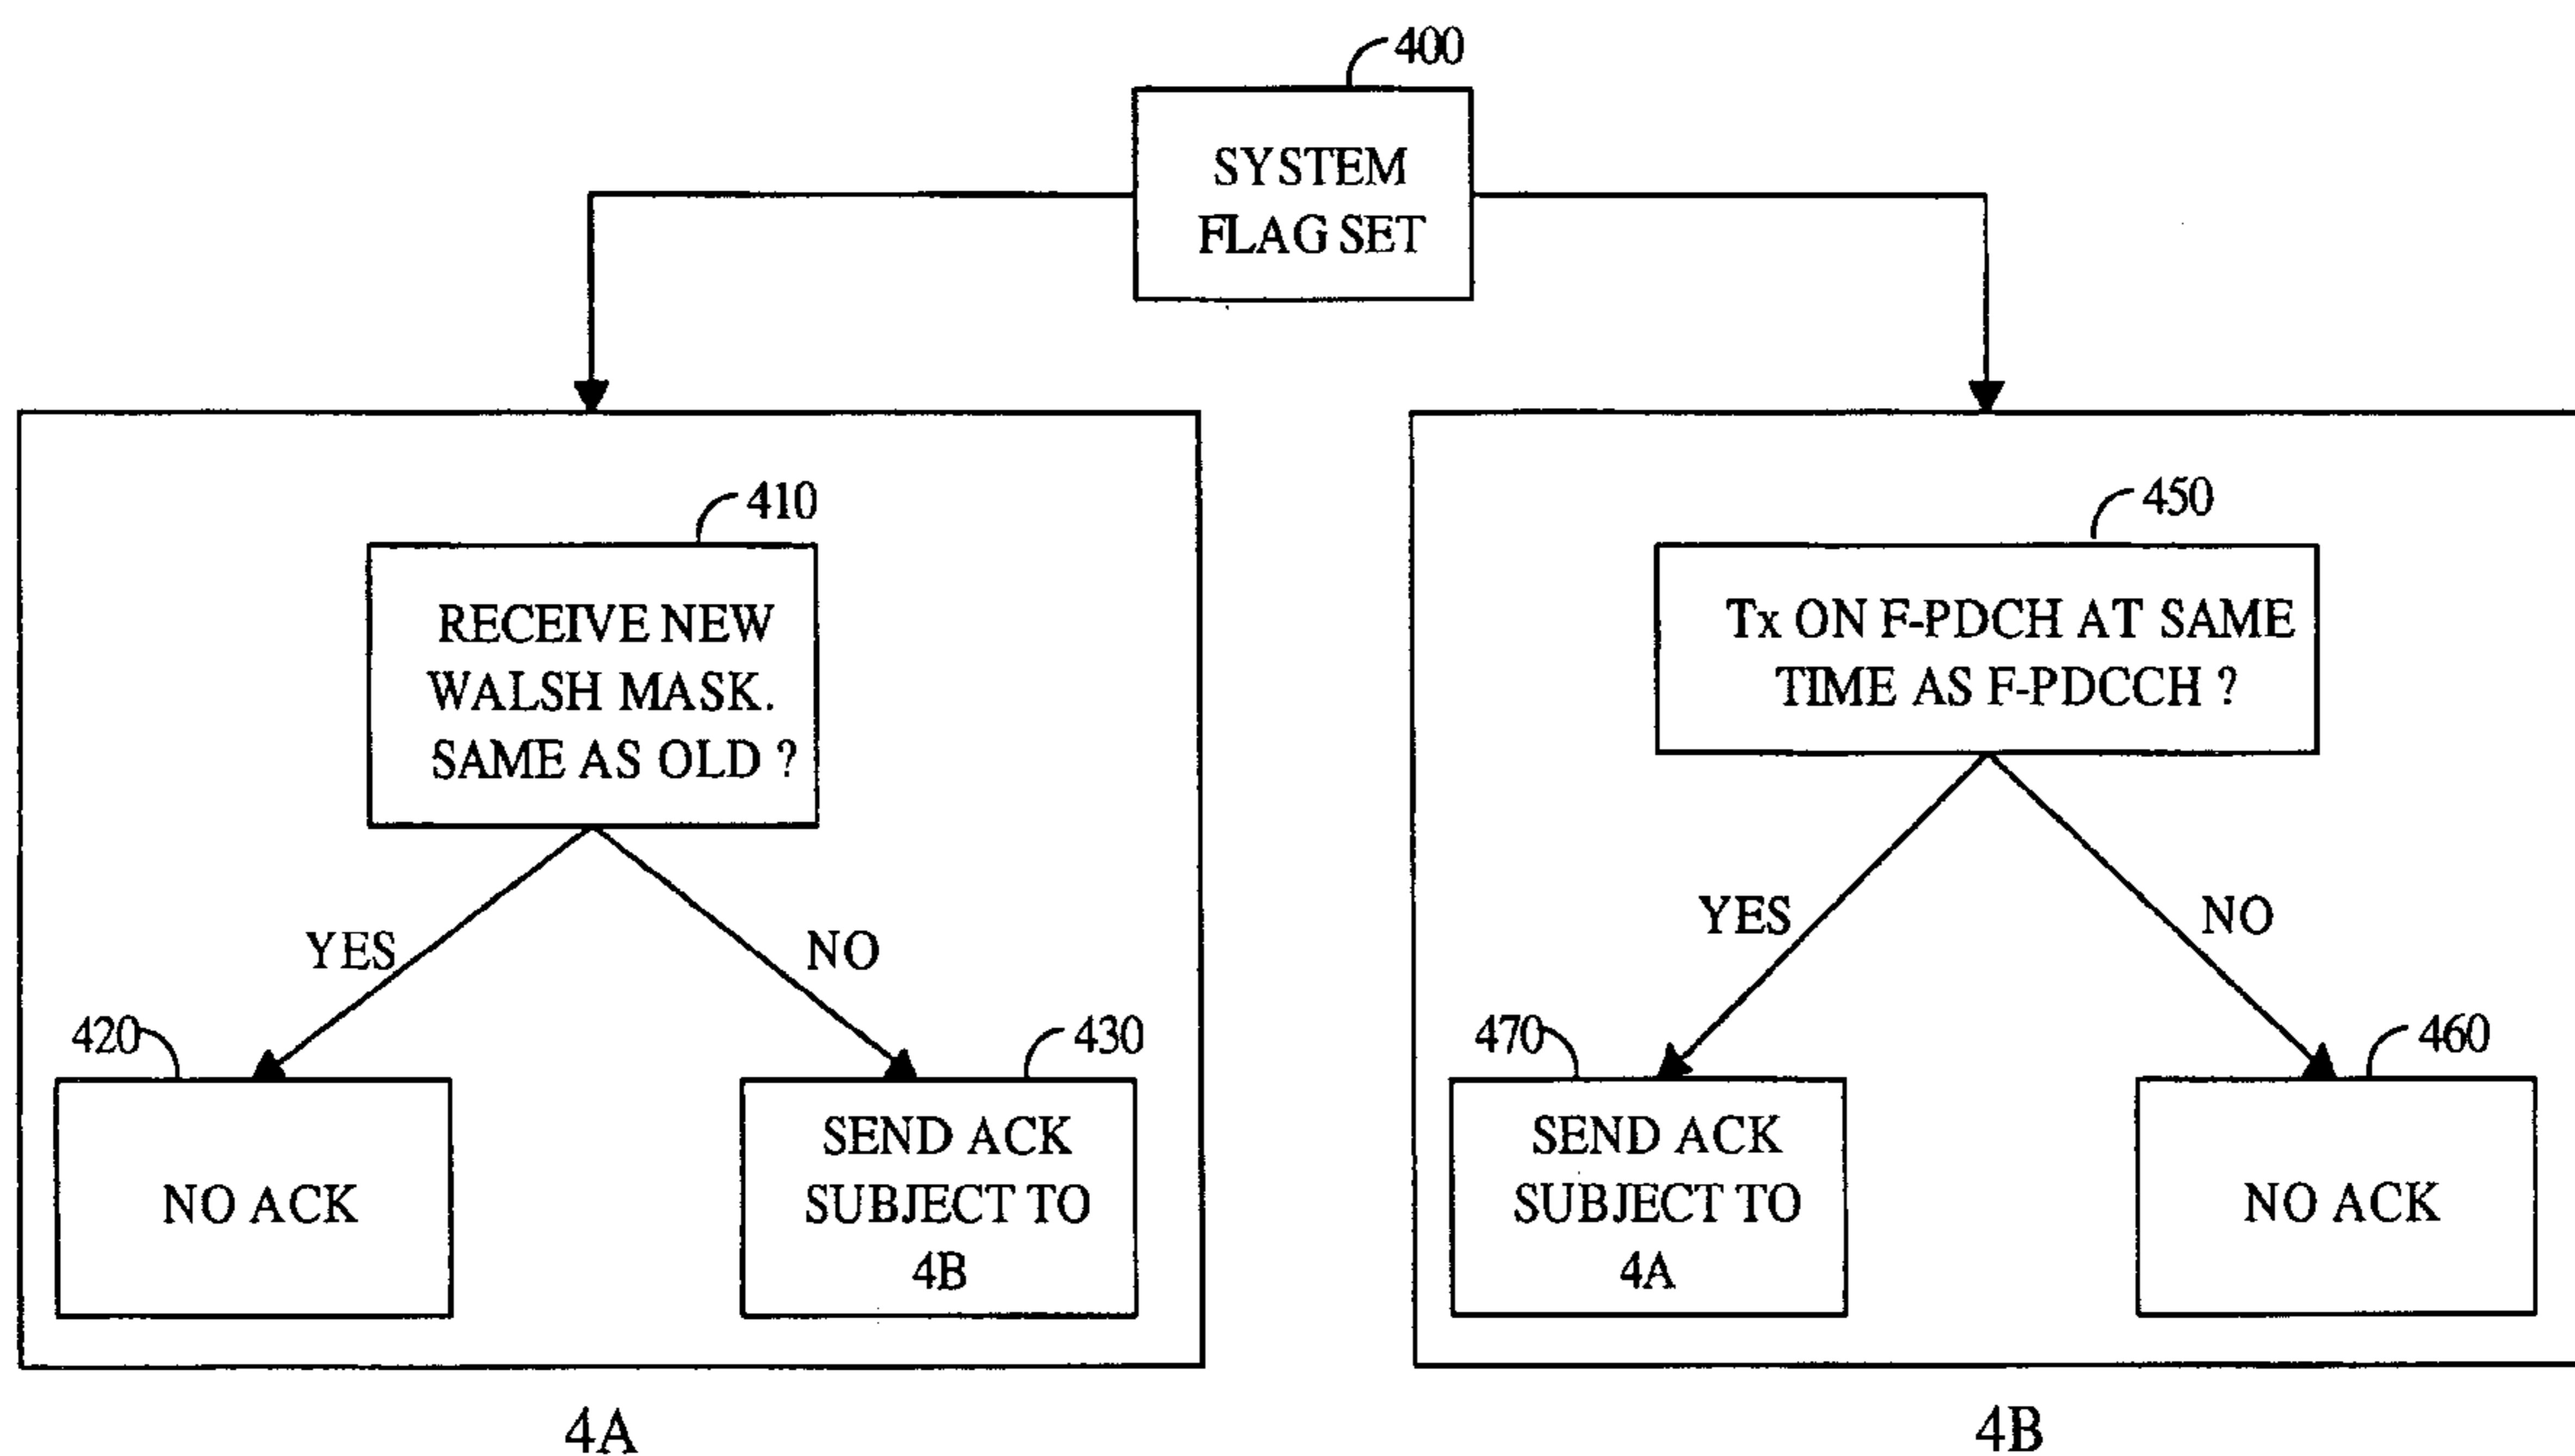 400
SYSTEM
FLAG SET
410
RECEIVE NEW
WALSH MASK.
SAME AS OLD ?
YES
NO
420
NO ACK
430
SEND ACK
SUBJECT TO
4B
4A
450
Tx ON F-PDCH AT SAME
TIME AS F-PDCCH ?
YES
NO
470
SEND ACK
SUBJECT TO
4A
460
NO ACK
4B